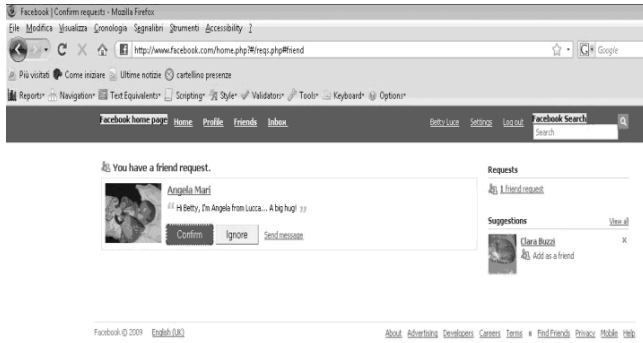 Facebook | Confirm requests - Mozilla Firefox
File Modifica Visualizza Cronologia Segnalibri Strumenti Accessibility ?
http://www.facebook.com/home.php?#/reqs.php#friend
Google
Più visitati Come iniziare Ultime notizie cartellino presenze
Reports Navigation Text Equivalents Scripting Style Validators Tools Keyboard Options
Facebook home page Home Profile Friends Inbox Betty Luce Settings Log out Facebook Search
Search
You have a friend request.
Angela Mari
Hi Betty, I'm Angela from Lucca... A big hug!
Confirm Ignore Send message
Requests
1 friend request
Suggestions View all
Clara Buzzi x
Add as a friend
Facebook © 2009 English (UK) About Advertising Developers Careers Terms Find Friends Privacy Mobile Help